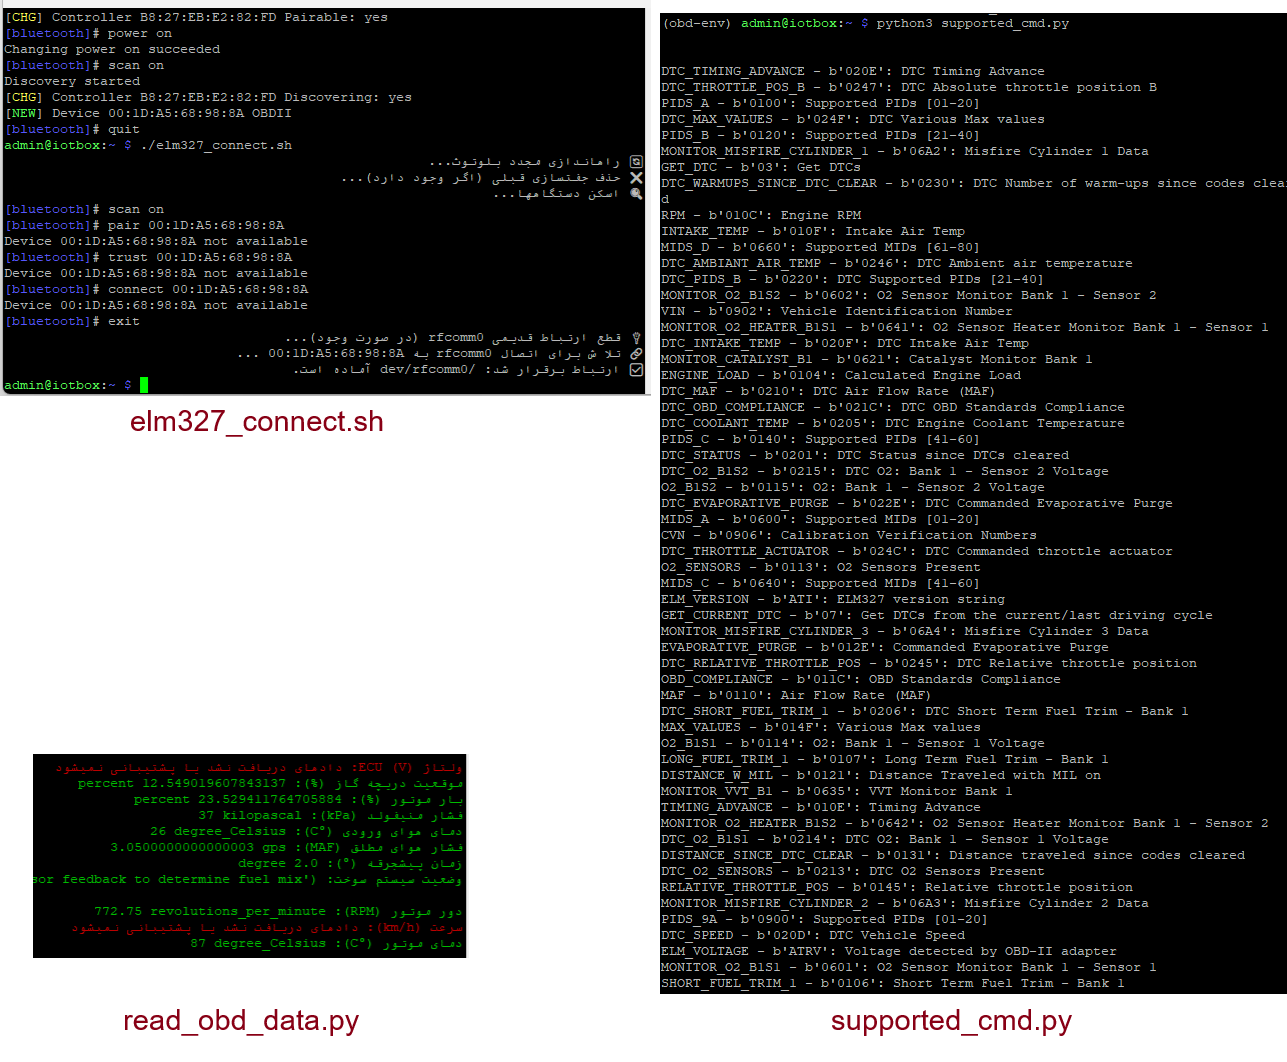 [CHG] Controller B8:27:EB:E2:82:FD Pairable: yes
[bluetooth]# power on
Changing power on succeeded
[bluetooth]# scan on
Discovery started
[CHG] Controller B8:27:EB:E2:82:FD Discovering: yes
[NEW] Device 00:1D:A5:68:98:8A OBDII
[bluetooth]# quit
admin@iotbox:~ $ ./elm327_connect.sh
راه‌اندازی مجدد بلوتوث...
حذف جفت‌سازی قبلی (اگر وجود دارد)...
اسکن دستگاه‌ها...
[bluetooth]# scan on
[bluetooth]# pair 00:1D:A5:68:98:8A
Device 00:1D:A5:68:98:8A not available
[bluetooth]# trust 00:1D:A5:68:98:8A
Device 00:1D:A5:68:98:8A not available
[bluetooth]# connect 00:1D:A5:68:98:8A
Device 00:1D:A5:68:98:8A not available
[bluetooth]# exit
قطع ارتباط قدیمی rfcomm0 (در صورت وجود)...
تلا ش برای اتصال rfcomm0 به 00:1D:A5:68:98:8A ...
ارتباط برقرار شد: /dev/rfcomm0 آماده است.
admin@iotbox:~ $
elm327_connect.sh
ولتاژ ECU (V): داده‌ای دریافت نشد یا پشتیبانی نمیشود
موقعیت دریچه گاز (%): 12.549019607843137 percent
بار موتور (%): 23.529411764705884 percent
فشار منیفولد (kPa): 37 kilopascal
دمای هوای ورودی (°C): 26 degree_Celsius
فشار هوای مطلق (MAF): 3.0500000000000003 gps
زمان پیشجرقه (°): 2.0 degree
وضعیت سیستم سوخت: ('sor feedback to determine fuel mix
دور موتور (RPM): 772.75 revolutions_per_minute
سرعت (km/h): داده‌ای دریافت نشد یا پشتیبانی نمیشود
دمای موتور (°C): 87 degree_Celsius
read_obd_data.py
(obd-env) admin@iotbox:~ $ python3 supported_cmd.py
DTC_TIMING_ADVANCE - b'020E': DTC Timing Advance
DTC_THROTTLE_POS_B - b'0247': DTC Absolute throttle position B
PIDS_A - b'0100': Supported PIDs [01-20]
DTC_MAX_VALUES - b'024F': DTC Various Max values
PIDS_B - b'0120': Supported PIDs [21-40]
MONITOR_MISFIRE_CYLINDER_1 - b'06A2': Misfire Cylinder 1 Data
GET_DTC - b'03': Get DTCs
DTC_WARMUPS_SINCE_DTC_CLEAR - b'0230': DTC Number of warm-ups since codes clea
d
RPM - b'010C': Engine RPM
INTAKE_TEMP - b'010F': Intake Air Temp
MIDS_D - b'0660': Supported MIDs [61-80]
DTC_AMBIANT_AIR_TEMP - b'0246': DTC Ambient air temperature
DTC_PIDS_B - b'0220': DTC Supported PIDs [21-40]
MONITOR_O2_B1S2 - b'0602': O2 Sensor Monitor Bank 1 - Sensor 2
VIN - b'0902': Vehicle Identification Number
MONITOR_O2_HEATER_B1S1 - b'0641': O2 Sensor Heater Monitor Bank 1 - Sensor 1
DTC_INTAKE_TEMP - b'020F': DTC Intake Air Temp
MONITOR_CATALYST_B1 - b'0621': Catalyst Monitor Bank 1
ENGINE_LOAD - b'0104': Calculated Engine Load
DTC_MAF - b'0210': DTC Air Flow Rate (MAF)
DTC_OBD_COMPLIANCE - b'021C': DTC OBD Standards Compliance
DTC_COOLANT_TEMP - b'0205': DTC Engine Coolant Temperature
PIDS_C - b'0140': Supported PIDs [41-60]
DTC_STATUS - b'0201': DTC Status since DTCs cleared
DTC_O2_B1S2 - b'0215': DTC O2: Bank 1 - Sensor 2 Voltage
O2_B1S2 - b'0115': O2: Bank 1 - Sensor 2 Voltage
DTC_EVAPORATIVE_PURGE - b'022E': DTC Commanded Evaporative Purge
MIDS_A - b'0600': Supported MIDs [01-20]
CVN - b'0906': Calibration Verification Numbers
DTC_THROTTLE_ACTUATOR - b'024C': DTC Commanded throttle actuator
O2_SENSORS - b'0113': O2 Sensors Present
MIDS_C - b'0640': Supported MIDs [41-60]
ELM_VERSION - b'ATI': ELM327 version string
GET_CURRENT_DTC - b'07': Get DTCs from the current/last driving cycle
MONITOR_MISFIRE_CYLINDER_3 - b'06A4': Misfire Cylinder 3 Data
EVAPORATIVE_PURGE - b'012E': Commanded Evaporative Purge
DTC_RELATIVE_THROTTLE_POS - b'0245': DTC Relative throttle position
OBD_COMPLIANCE - b'011C': OBD Standards Compliance
MAF - b'0110': Air Flow Rate (MAF)
DTC_SHORT_FUEL_TRIM_1 - b'0206': DTC Short Term Fuel Trim - Bank 1
MAX_VALUES - b'014F': Various Max values
O2_B1S1 - b'0114': O2: Bank 1 - Sensor 1 Voltage
LONG_FUEL_TRIM_1 - b'0107': Long Term Fuel Trim - Bank 1
DISTANCE_W_MIL - b'0121': Distance Traveled with MIL on
MONITOR_VVT_B1 - b'0635': VVT Monitor Bank 1
TIMING_ADVANCE - b'010E': Timing Advance
MONITOR_O2_HEATER_B1S2 - b'0642': O2 Sensor Heater Monitor Bank 1 - Sensor 2
DTC_O2_B1S1 - b'0214': DTC O2: Bank 1 - Sensor 1 Voltage
DISTANCE_SINCE_DTC_CLEAR - b'0131': Distance traveled since codes cleared
DTC_O2_SENSORS - b'0213': DTC O2 Sensors Present
RELATIVE_THROTTLE_POS - b'0145': Relative throttle position
MONITOR_MISFIRE_CYLINDER_2 - b'06A3': Misfire Cylinder 2 Data
PIDS_9A - b'0900': Supported PIDs [01-20]
DTC_SPEED - b'020D': DTC Vehicle Speed
ELM_VOLTAGE - b'ATRV': Voltage detected by OBD-II adapter
MONITOR_O2_B1S1 - b'0601': O2 Sensor Monitor Bank 1 - Sensor 1
SHORT_FUEL_TRIM_1 - b'0106': Short Term Fuel Trim - Bank 1
supported_cmd.py